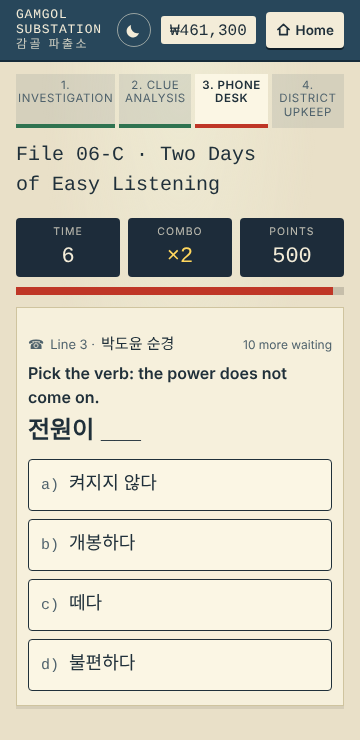 GAMGOL
SUBSTATION
감골 파출소
₩461,300
Home
1.
INVESTIGATION
2. CLUE
ANALYSIS
3. PHONE
DESK
4.
DISTRICT
UPKEEP
File 06-C · Two Days
of Easy Listening
TIME
6
COMBO
×2
POINTS
500
☎ Line 3 · 박도윤 순경
10 more waiting
Pick the verb: the power does not
come on.
전원이 ___
a) 켜지지 않다
b) 개봉하다
c) 떼다
d) 불편하다